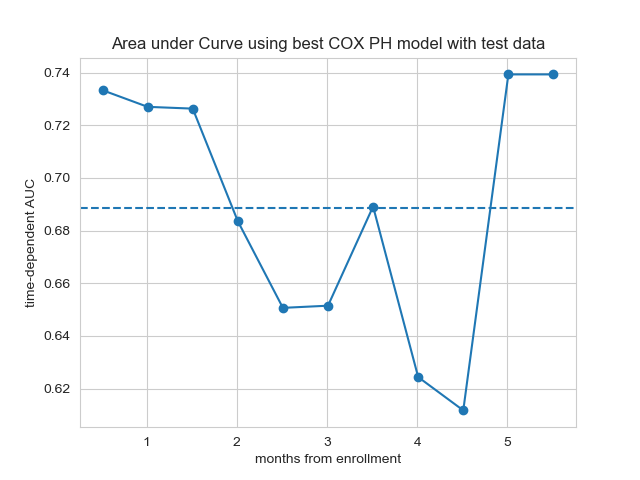 Area under Curve using best COX PH model with test data
time-dependent AUC
0.74
0.72
0.70
0.68
0.66
0.64
0.62
1 2 3 4 5
months from enrollment